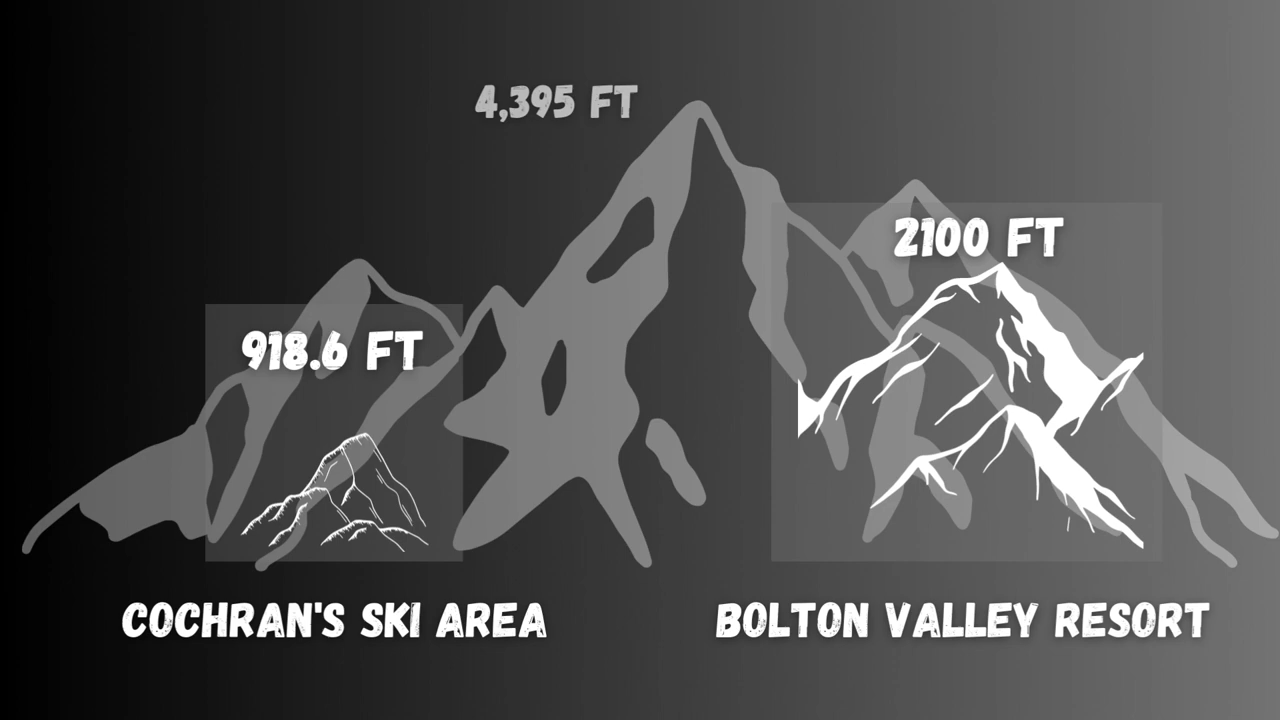 4,395 FT
2100 FT
918.6 FT
COCHRAN'S SKI AREA
BOLTON VALLEY RESORT